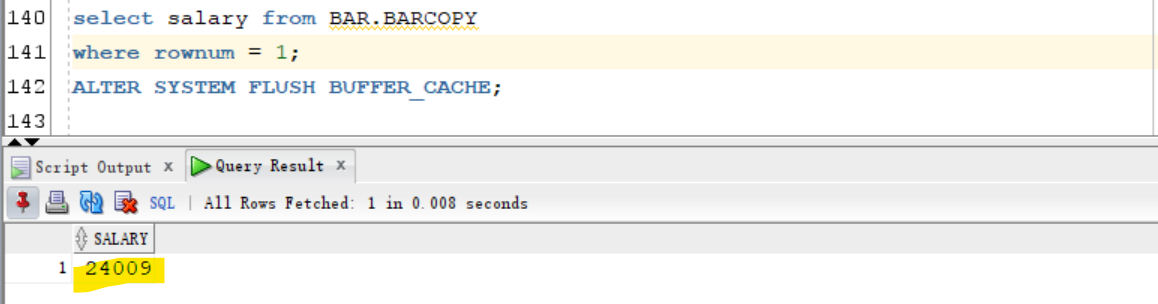 140 select salary from BAR.BARCOPY
141 where rownum = 1;
142 ALTER SYSTEM FLUSH BUFFER_CACHE;
143
Script Output x Query Result x
SQL | All Rows Fetched: 1 in 0.008 seconds
SALARY
1 24009